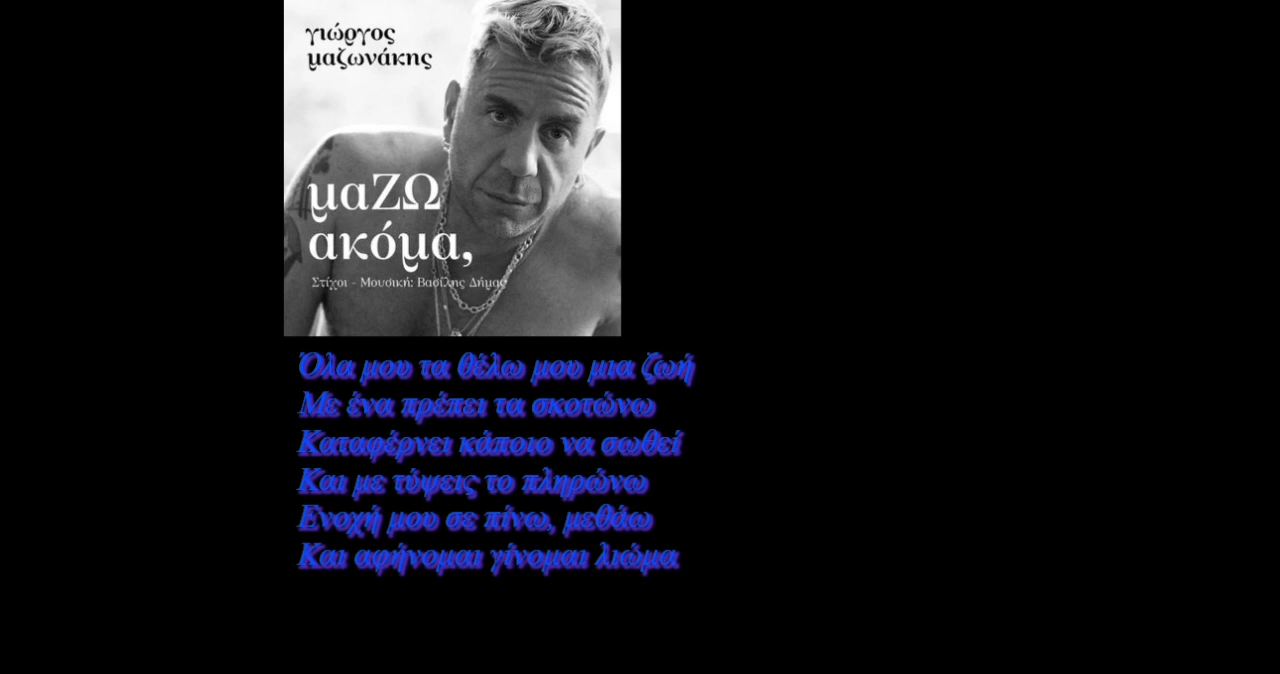 γιώργος
μαζωνάκης
μαΖΩ
ακόμα,
Στίχοι - Μουσική: Βασίλης Δήμας
Όλα μου τα θέλω μου μια ζωή
Με ένα πρέπει τα σκοτώνω
Καταφέρνει κάποιο να σωθεί
Και με τύψεις το πληρώνω
Ενοχή μου σε πίνω, μεθάω
Και αφήνομαι γίνομαι λιώμα